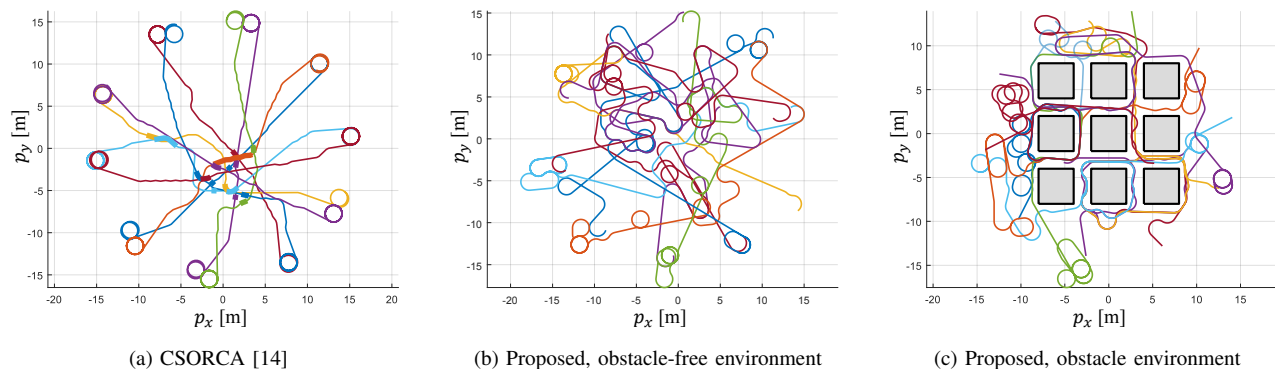 15
10
5
0
-5
-10
-15
p_y [m]
-20 -15 -10 -5 0 5 10 15 20
p_x [m]
(a) CSORCA [14]
15
10
5
0
-5
-10
-15
p_y [m]
-20 -15 -10 -5 0 5 10 15
p_x [m]
(b) Proposed, obstacle-free environment
10
5
0
-5
-10
-15
p_y [m]
-20 -15 -10 -5 0 5 10 15
p_x [m]
(c) Proposed, obstacle environment